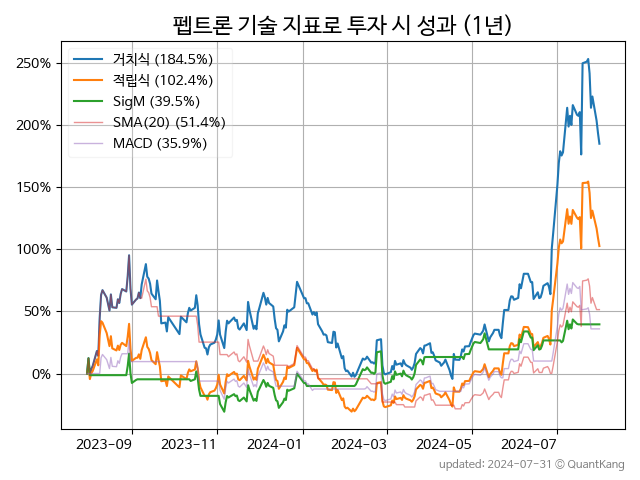 펩트론 기술 지표로 투자 시 성과 (1년)
거치식 (184.5%)
적립식 (102.4%)
SigM (39.5%)
SMA(20) (51.4%)
MACD (35.9%)
250%
200%
150%
100%
50%
0%
2023-09 2023-11 2024-01 2024-03 2024-05 2024-07
updated: 2024-07-31 © QuantKang